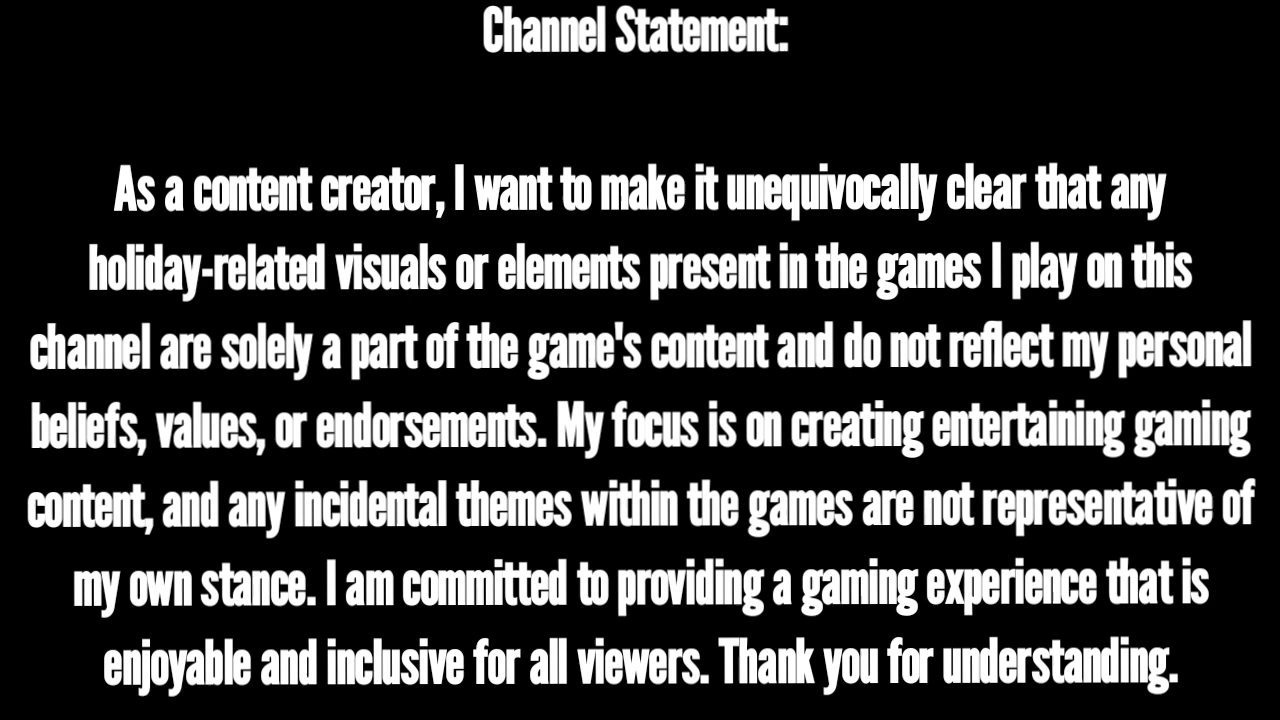 Channel Statement:
As a content creator, I want to make it unequivocally clear that any
holiday-related visuals or elements present in the games I play on this
channel are solely a part of the game's content and do not reflect my personal
beliefs, values, or endorsements. My focus is on creating entertaining gaming
content, and any incidental themes within the games are not representative of
my own stance. I am committed to providing a gaming experience that is
enjoyable and inclusive for all viewers. Thank you for understanding.